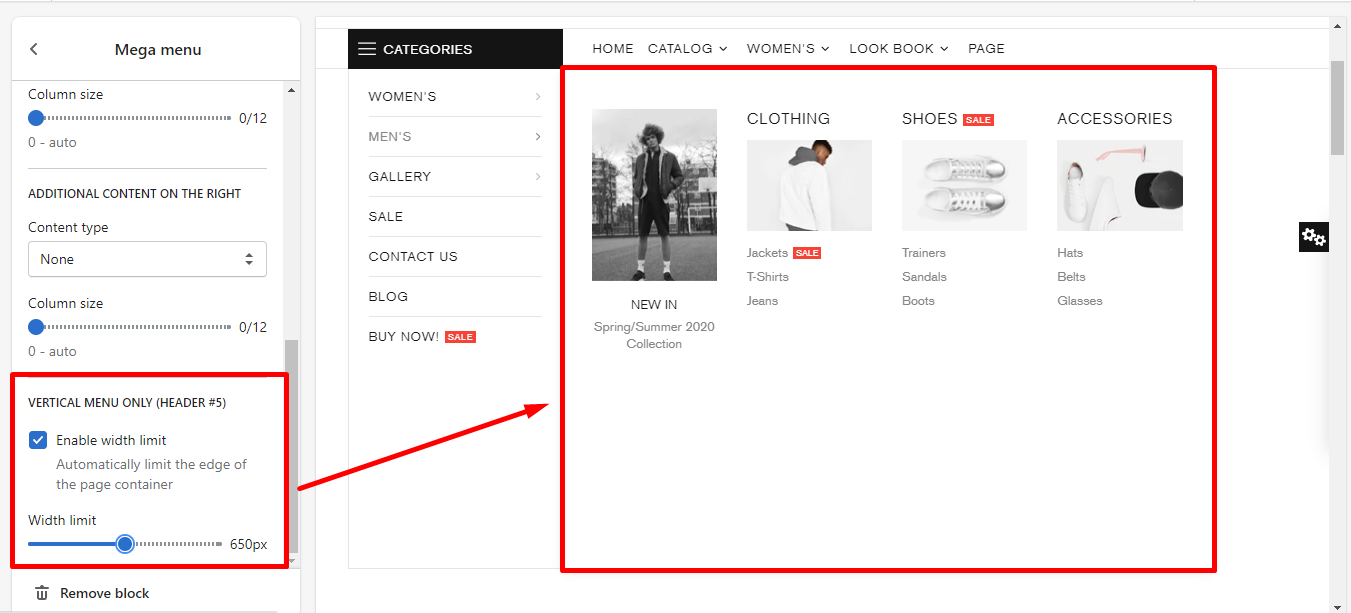 Mega menu
Column size
0/12
0 - auto
ADDITIONAL CONTENT ON THE RIGHT
Content type
None
Column size
0/12
0 - auto
VERTICAL MENU ONLY (HEADER #5)
Enable width limit
Automatically limit the edge of
the page container
Width limit
650px
Remove block
CATEGORIES
HOME CATALOG WOMEN'S LOOK BOOK PAGE
WOMEN'S
MEN'S
GALLERY
SALE
CONTACT US
BLOG
BUY NOW! SALE
NEW IN
Spring/Summer 2020
Collection
CLOTHING
Jackets SALE
T-Shirts
Jeans
SHOES SALE
Trainers
Sandals
Boots
ACCESSORIES
Hats
Belts
Glasses